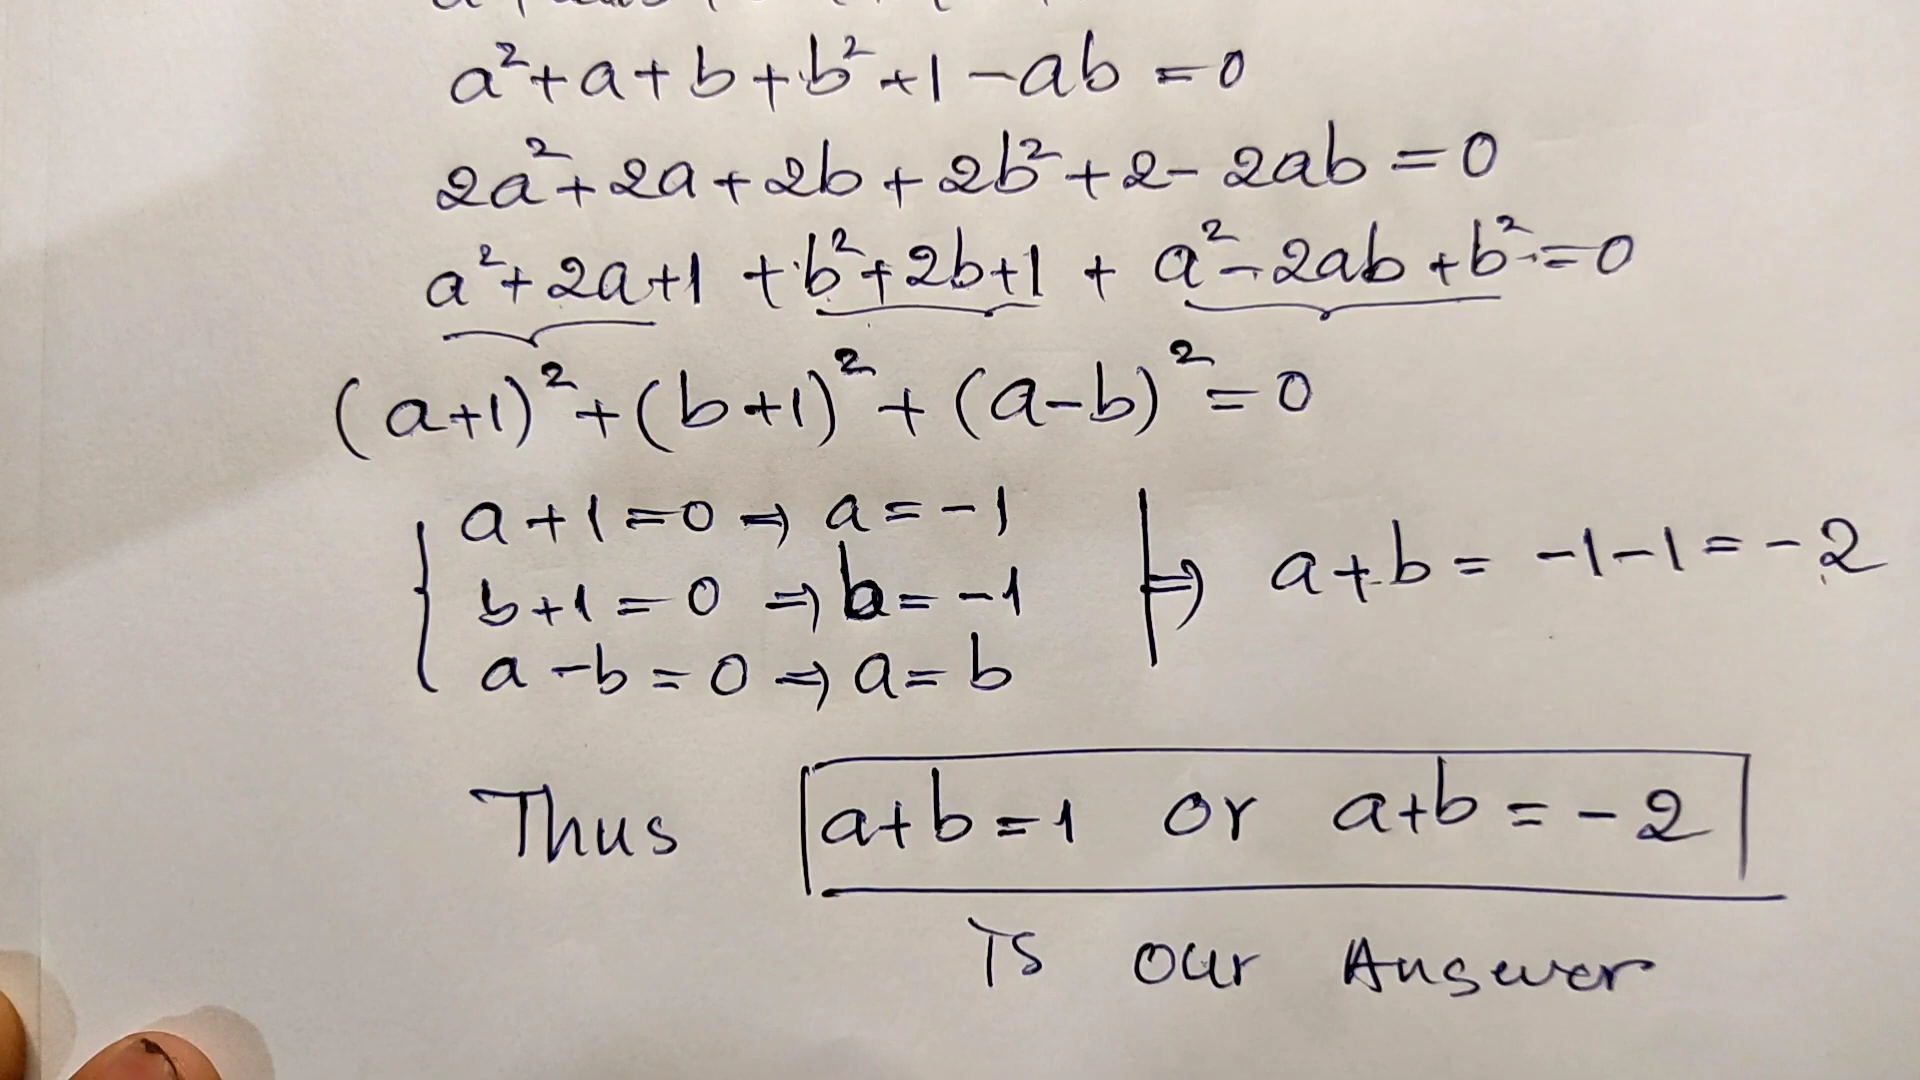 a²+a+b+b²+1-ab=0
2a²+2a+2b+2b²+2-2ab=0
a²+2a+1+b²+2b+1+a²-2ab+b²=0
(a+1)²+(b+1)²+(a-b)²=0
a+1=0⇒a=-1
b+1=0⇒b=-1
a-b=0⇒a=b
⇒a+b=-1-1=-2
Thus a+b=1 or a+b=-2
is our Answer